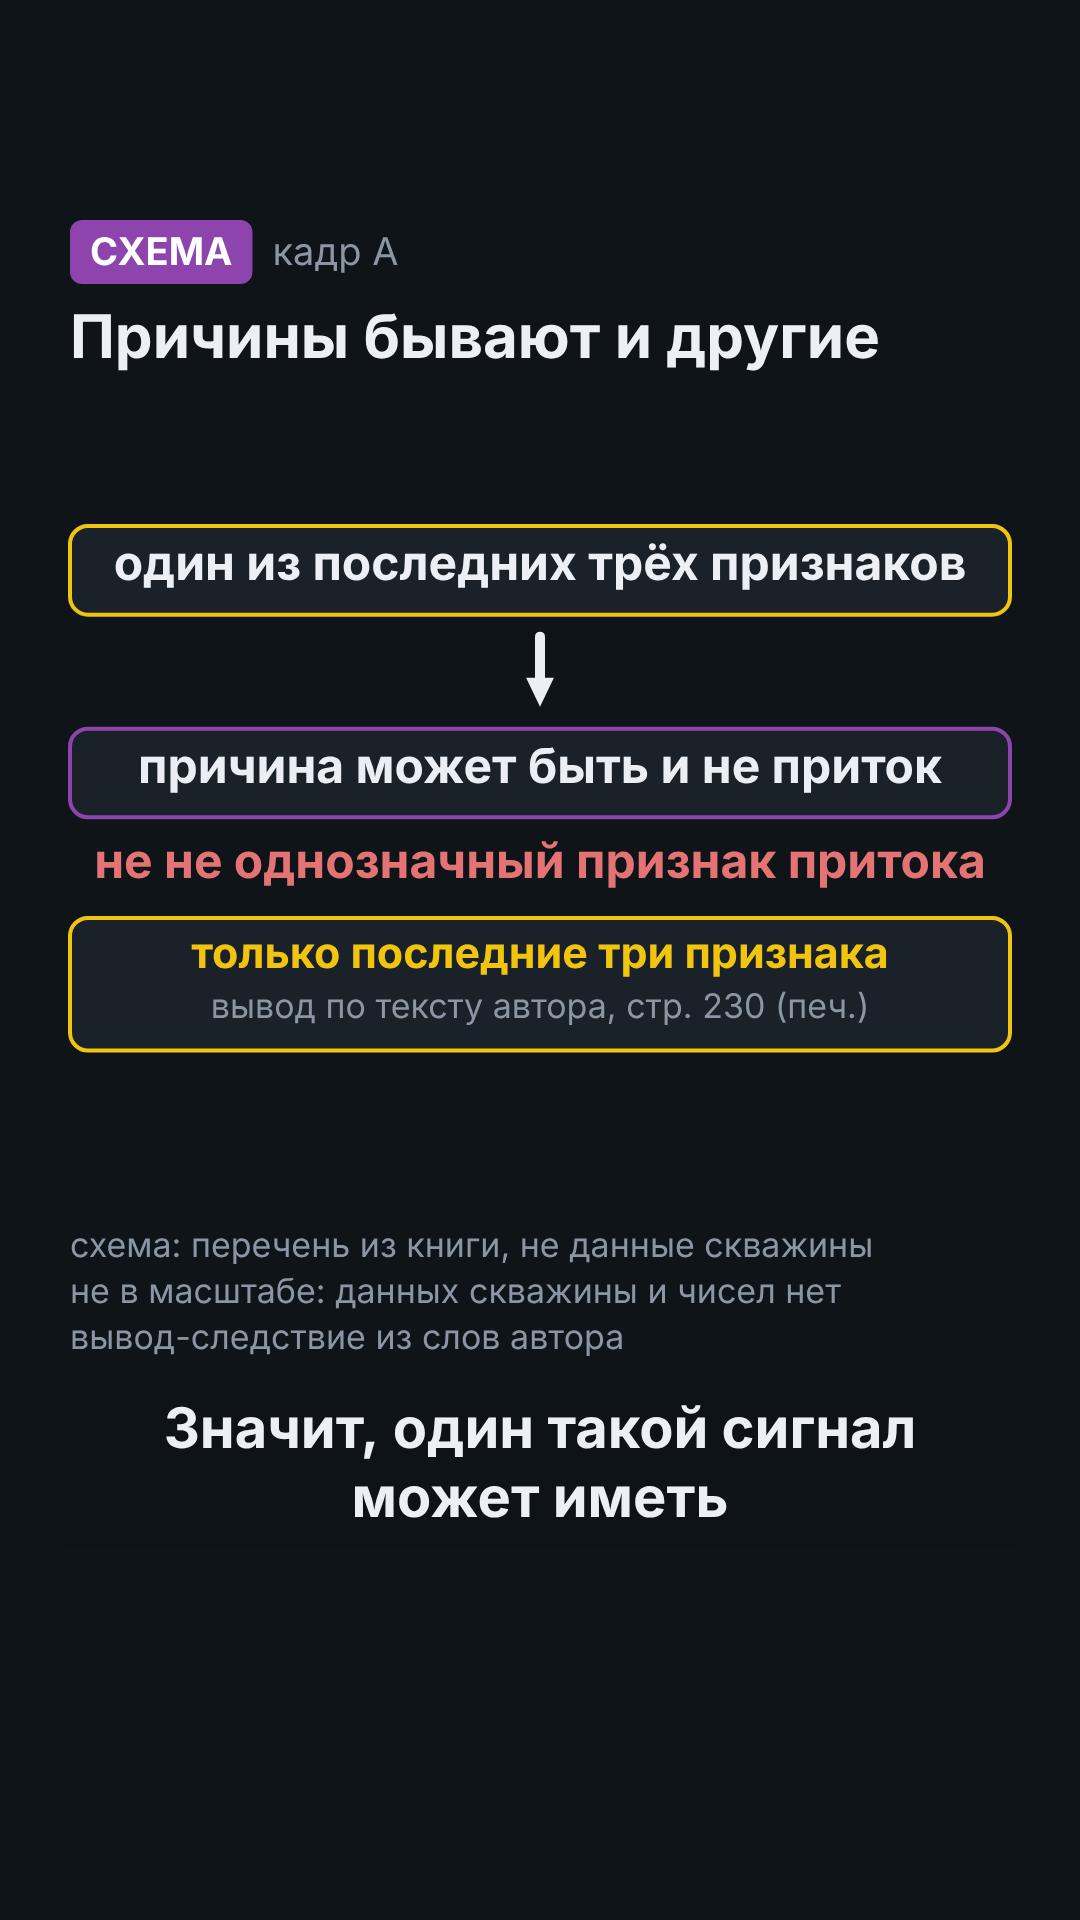 СХЕМА кадр А
Причины бывают и другие
один из последних трёх признаков
причина может быть и не приток
не не однозначный признак притока
только последние три признака
вывод по тексту автора, стр. 230 (печ.)
схема: перечень из книги, не данные скважины
не в масштабе: данных скважины и чисел нет
вывод-следствие из слов автора
Значит, один такой сигнал
может иметь